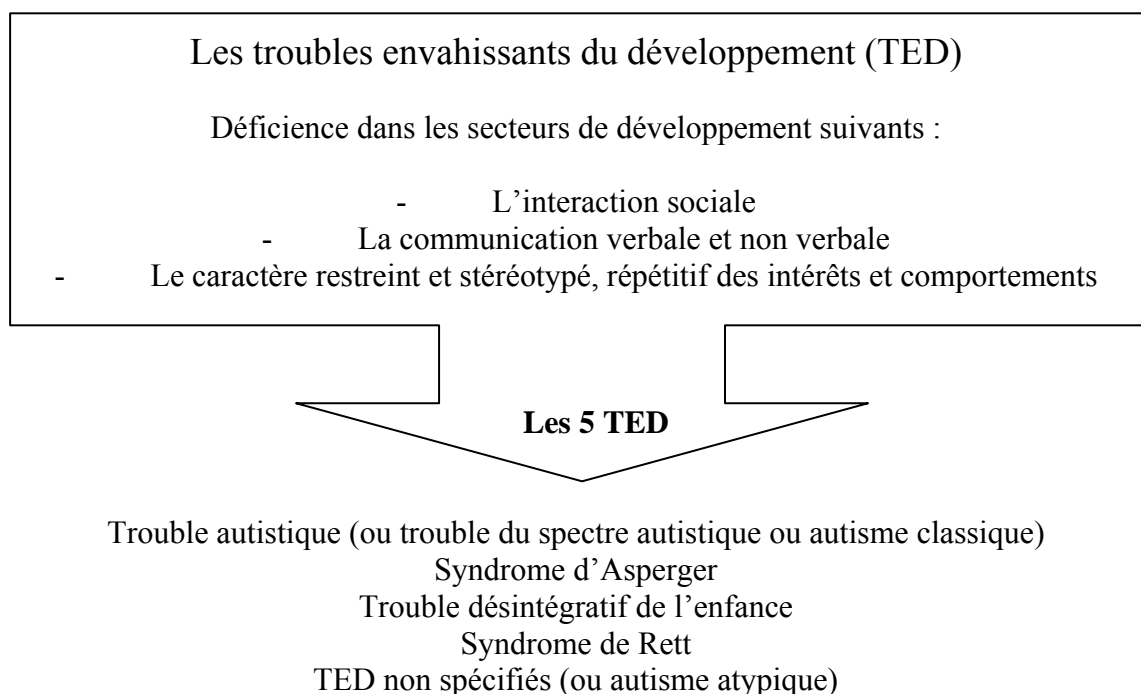 Les troubles envahissants du développement (TED)
Déficience dans les secteurs de développement suivants :
- L’interaction sociale
- La communication verbale et non verbale
- Le caractère restreint et stéréotypé, répétitif des intérêts et comportements
Les 5 TED
Trouble autistique (ou trouble du spectre autistique ou autisme classique)
Syndrome d’Asperger
Trouble désintégratif de l’enfance
Syndrome de Rett
TED non spécifiés (ou autisme atypique)